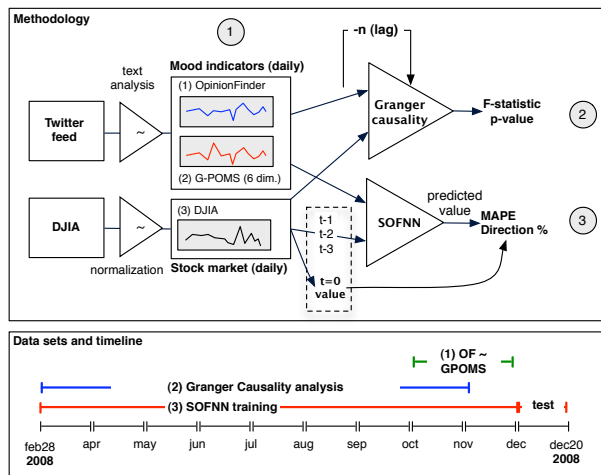 Methodology
1
-n (lag)
Mood indicators (daily)
text
analysis
(1) OpinionFinder
Twitter
feed
~
Granger
causality
F-statistic
p-value
2
(2) G-POMS (6 dim.)
DJIA
~
normalization
(3) DJIA
Stock market (daily)
t-1
t-2
t-3
t=0
value
SOFNN
predicted
value
MAPE
Direction %
3
Data sets and timeline
(1) OF ~
GPOMS
(2) Granger Causality analysis
(3) SOFNN training
test
feb28 apr may jun jul aug sep oct nov dec dec20
2008 2008